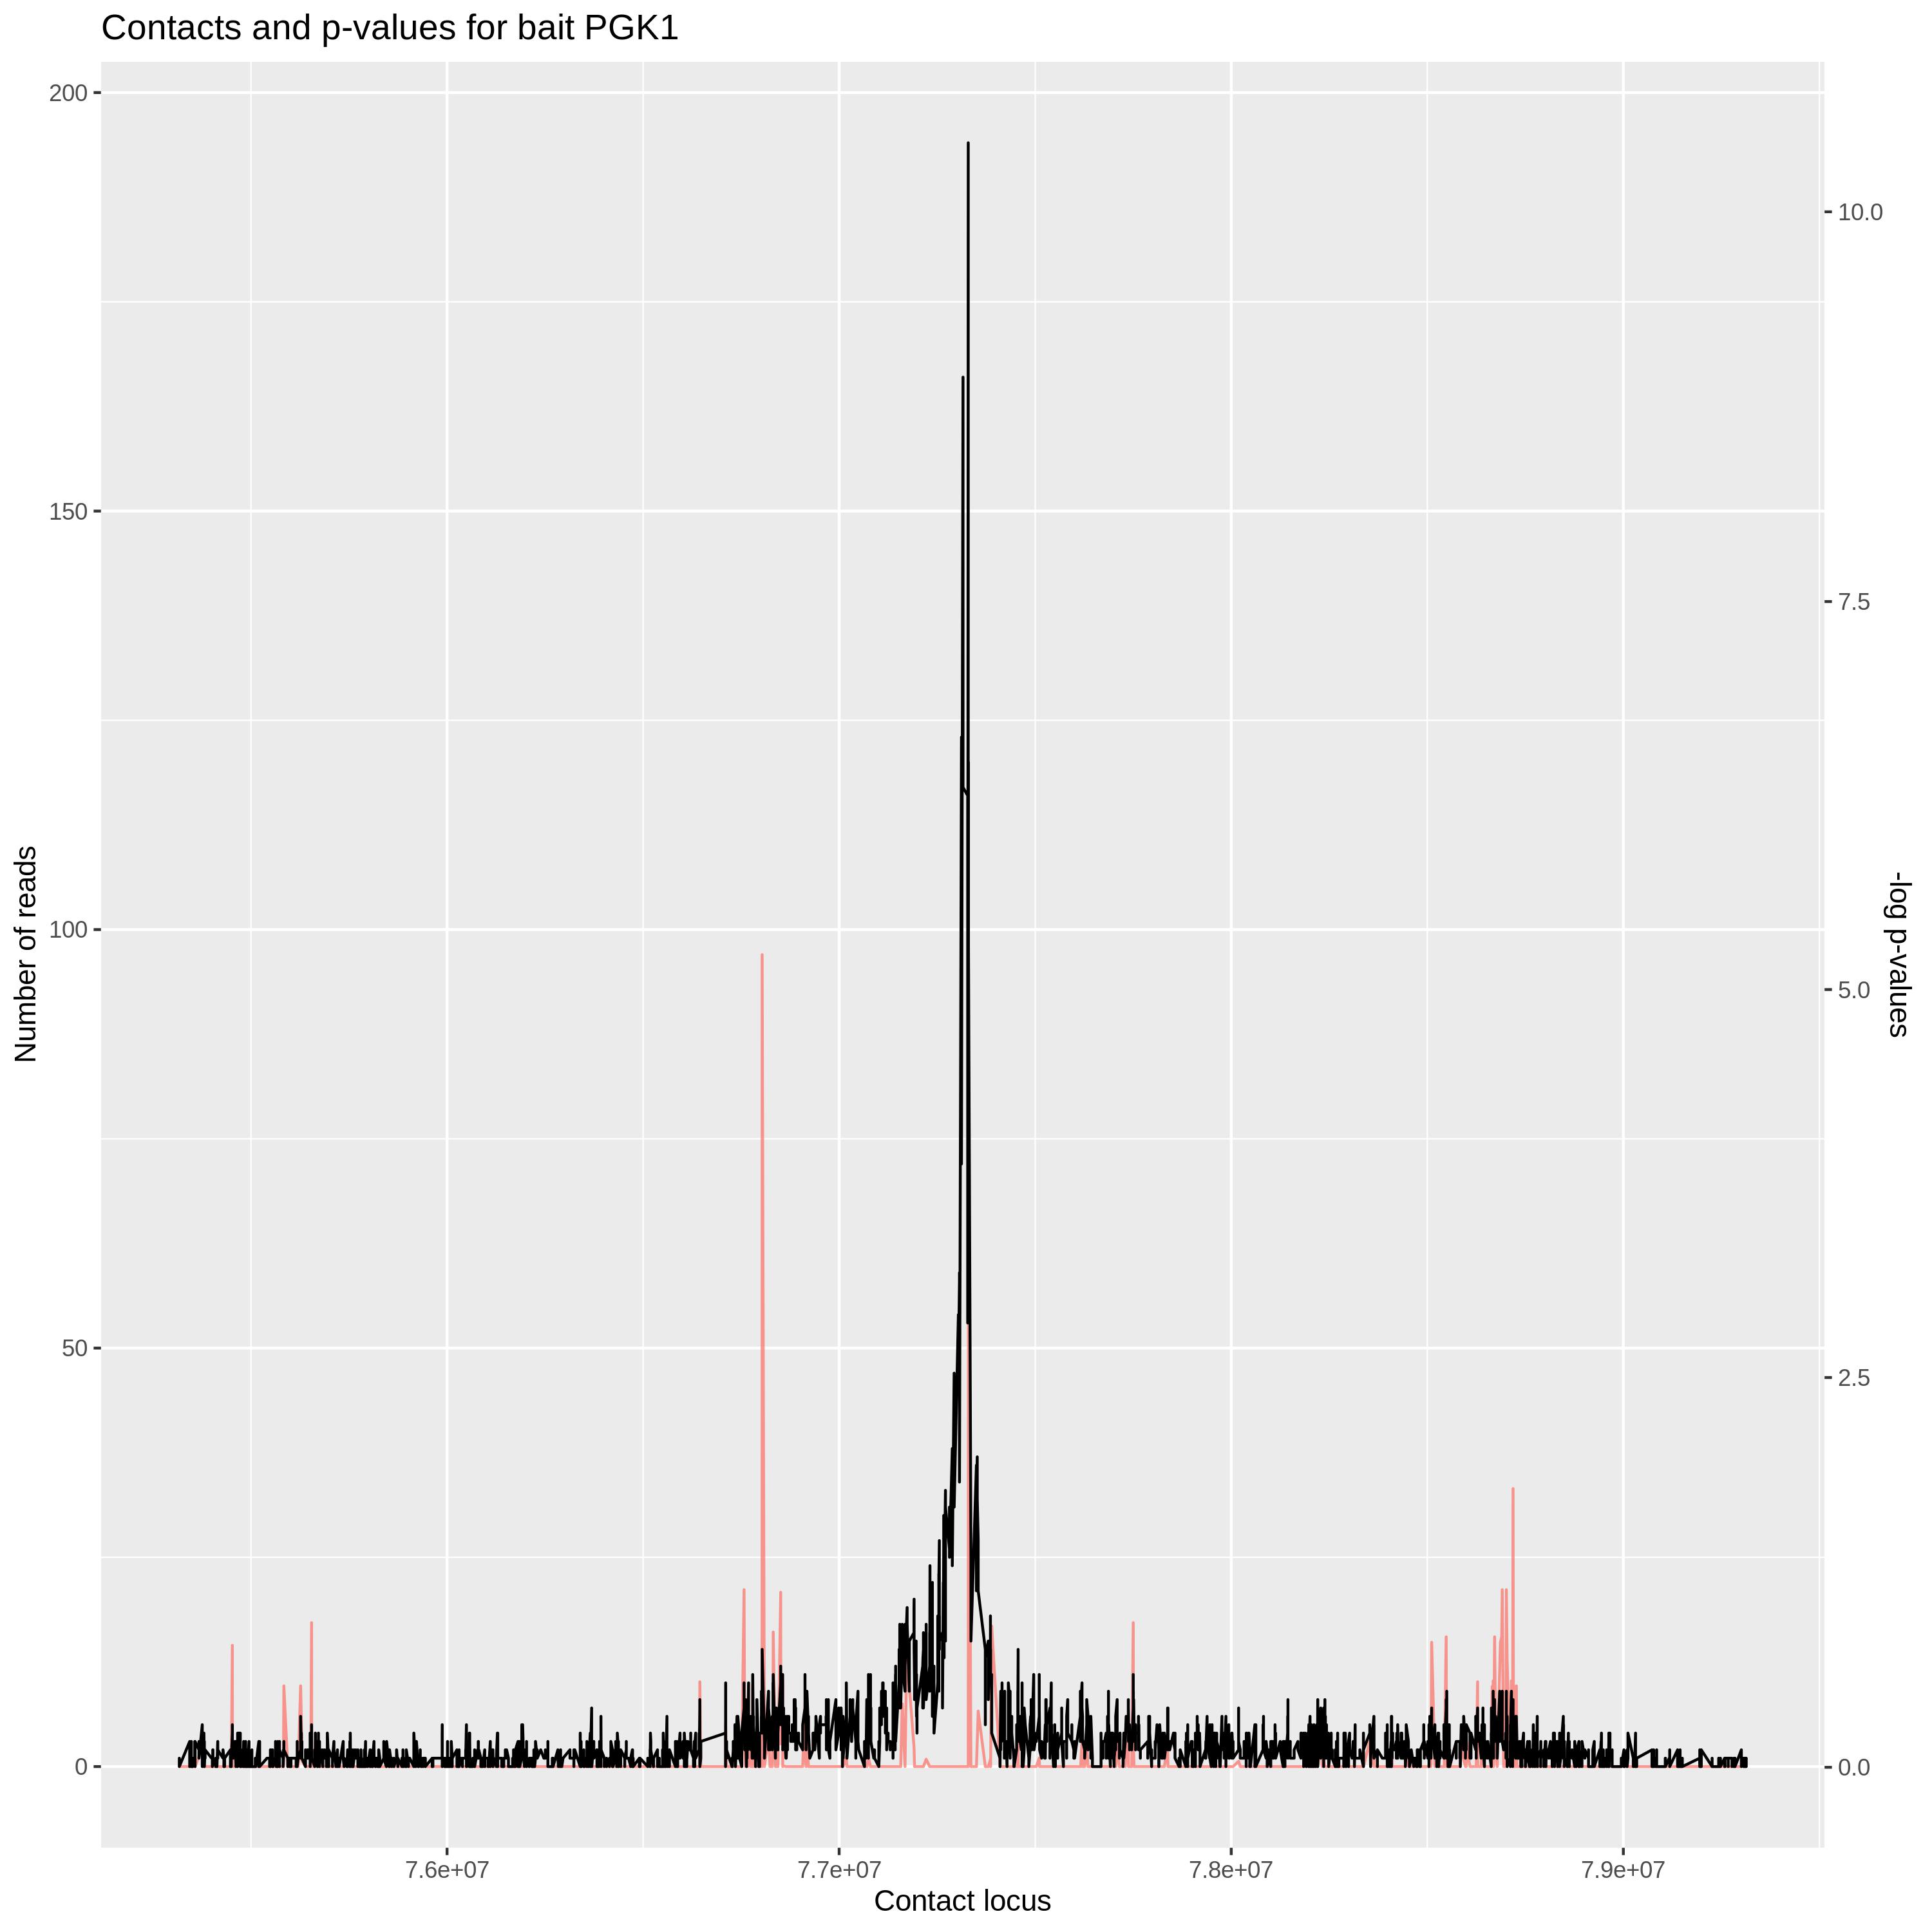 Contacts and p-values for bait PGK1
200
150
100
50
0
Number of reads
10.0
7.5
5.0
2.5
0.0
-log p-values
7.6e+07
7.7e+07
7.8e+07
7.9e+07
Contact locus